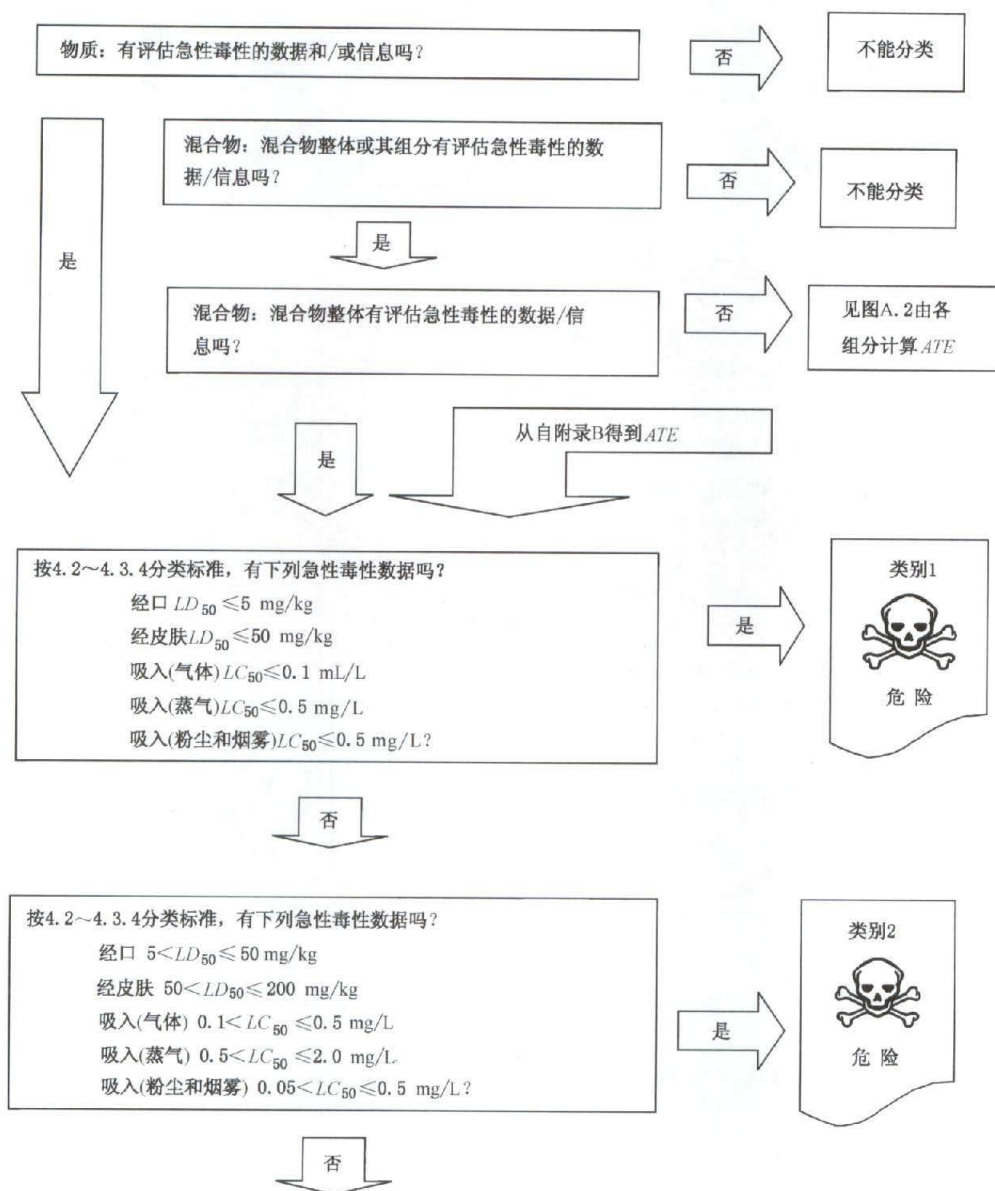 物质：有评估急性毒性的数据和/或信息吗？
否
不能分类
混合物：混合物整体或其组分有评估急性毒性的数
据/信息吗？
否
不能分类
是
是
混合物：混合物整体有评估急性毒性的数据/信
息吗？
否
见图A.2由各
组分计算ATE
是
从自附录B得到ATE
按4.2～4.3.4分类标准，有下列急性毒性数据吗？
经口 LD50 ≤5 mg/kg
经皮肤LD50 ≤50 mg/kg
吸入(气体)LC50≤0.1 mL/L
吸入(蒸气)LC50≤0.5 mg/L
吸入(粉尘和烟雾)LC50≤0.5 mg/L？
是
类别1
危 险
否
按4.2～4.3.4分类标准，有下列急性毒性数据吗？
经口 5<LD50≤50 mg/kg
经皮肤 50<LD50≤200 mg/kg
吸入(气体) 0.1<LC50 ≤0.5 mg/L
吸入(蒸气) 0.5<LC50 ≤2.0 mg/L
吸入(粉尘和烟雾) 0.05<LC50≤0.5 mg/L？
是
类别2
危 险
否